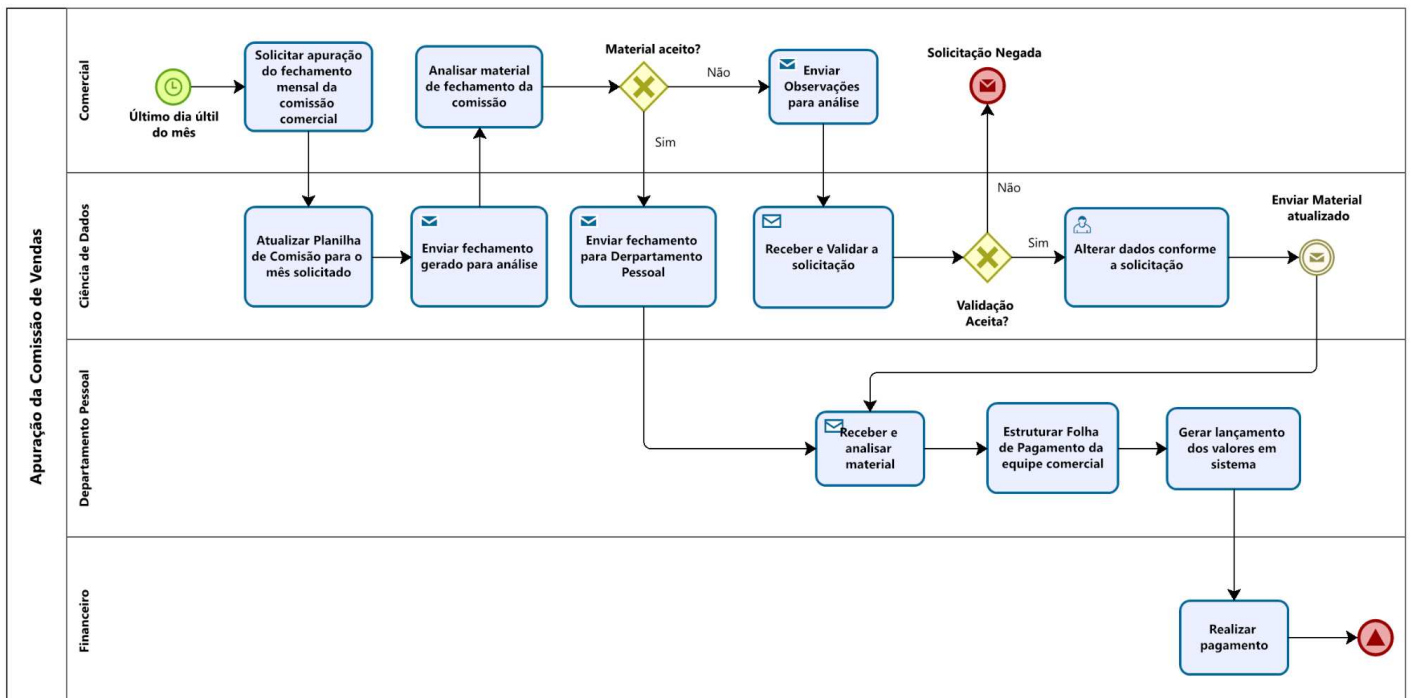 Apuração da Comissão de Vendas
Comercial
Último dia últil
do mês
Solicitar apuração
do fechamento
mensal da
comissão
comercial
Analisar material
de fechamento da
comissão
Material aceito?
Não
Sim
Enviar
Observações
para análise
Solicitação Negada
Ciência de Dados
Atualizar Planilha
de Comisão para o
mês solicitado
Enviar fechamento
gerado para análise
Enviar fechamento
para Derpartamento
Pessoal
Receber e Validar a
solicitação
Não
Validação
Aceita?
Sim
Alterar dados conforme
a solicitação
Enviar Material
atualizado
Departamento Pessoal
Receber e
analisar
material
Estruturar Folha
de Pagamento da
equipe comercial
Gerar lançamento
dos valores em
sistema
Financeiro
Realizar
pagamento